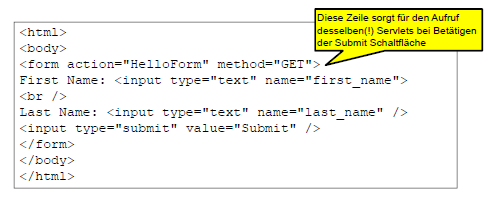 Diese Zeile sorgt für den Aufruf
desselben(!) Servlets bei Betätigen
der Submit Schaltfläche
<html>
<body>
<form action="HelloForm" method="GET">
First Name: <input type="text" name="first_name">
<br />
Last Name: <input type="text" name="last_name" />
<input type="submit" value="Submit" />
</form>
</body>
</html>